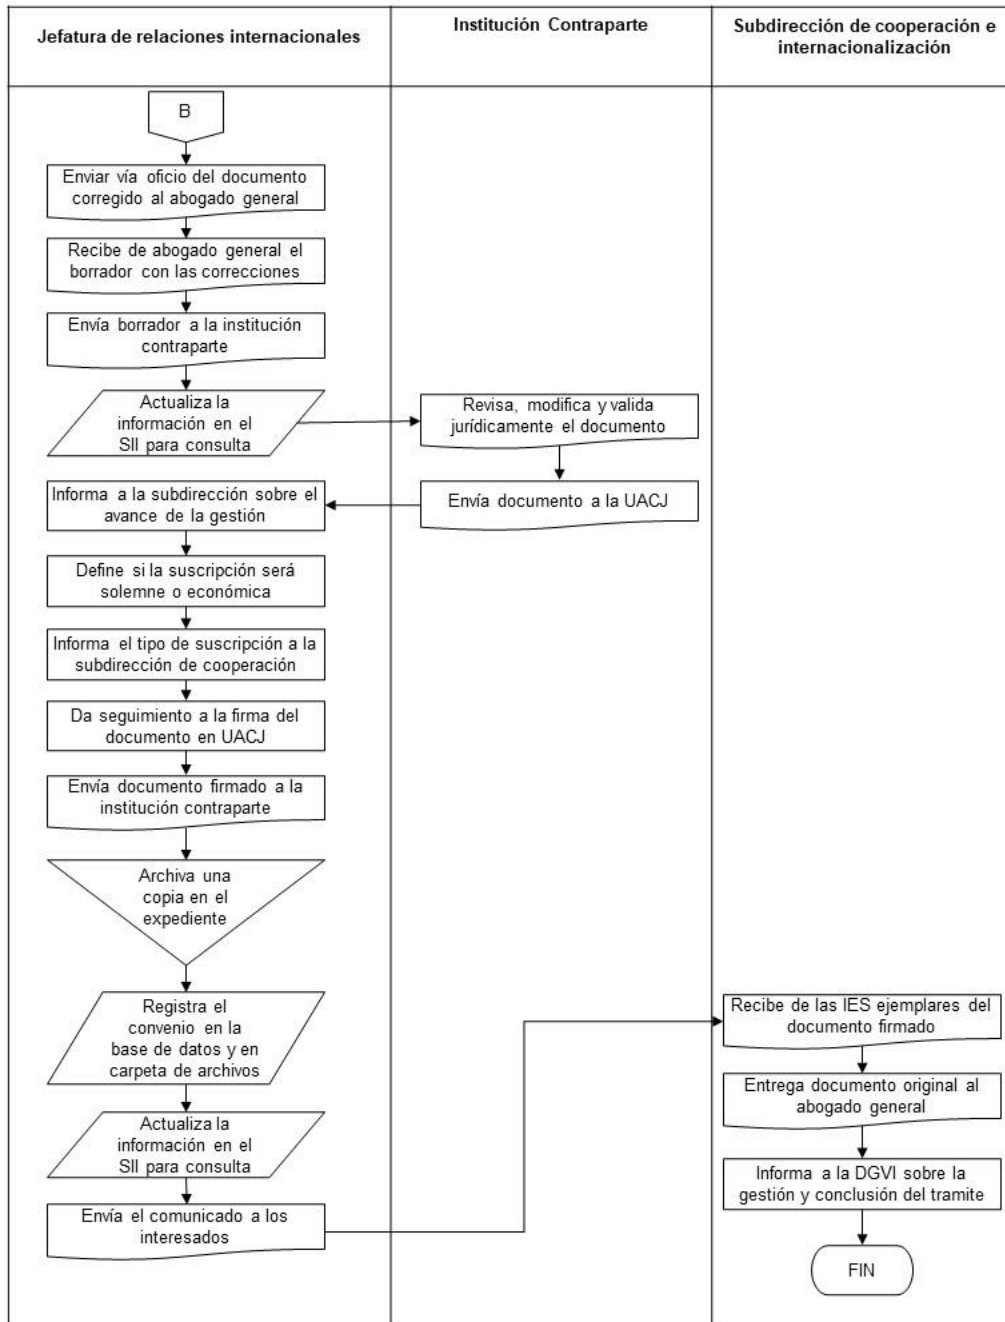 Jefatura de relaciones internacionales
Institución Contraparte
Subdirección de cooperación e
internacionalización
B
Enviar vía oficio del documento
corregido al abogado general
Recibe de abogado general el
borrador con las correcciones
Envía borrador a la institución
contraparte
Actualiza la
información en el
SII para consulta
Revisa, modifica y valida
jurídicamente el documento
Envía documento a la UACJ
Informa a la subdirección sobre el
avance de la gestión
Define si la suscripción será
solemne o económica
Informa el tipo de suscripción a la
subdirección de cooperación
Da seguimiento a la firma del
documento en UACJ
Envía documento firmado a la
institución contraparte
Archiva una
copia en el
expediente
Registra el
convenio en la
base de datos y en
carpeta de archivos
Actualiza la
información en el
SII para consulta
Envía el comunicado a los
interesados
Recibe de las IES ejemplares del
documento firmado
Entrega documento original al
abogado general
Informa a la DGVI sobre la
gestión y conclusión del tramite
FIN